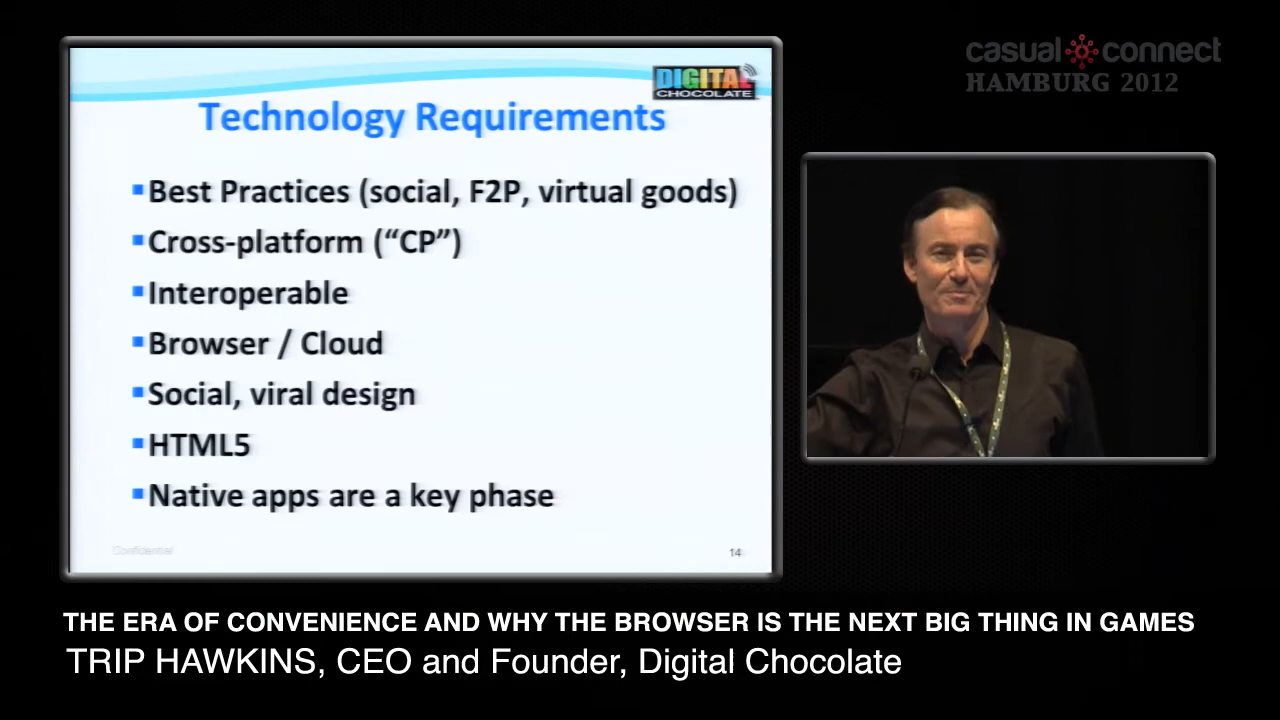 casual connect
HAMBURG 2012
DIGITAL
CHOCOLATE
Technology Requirements
▪Best Practices (social, F2P, virtual goods)
▪Cross-platform (“CP”)
▪Interoperable
▪Browser / Cloud
▪Social, viral design
▪HTML5
▪Native apps are a key phase
Confidential
14
THE ERA OF CONVENIENCE AND WHY THE BROWSER IS THE NEXT BIG THING IN GAMES
TRIP HAWKINS, CEO and Founder, Digital Chocolate